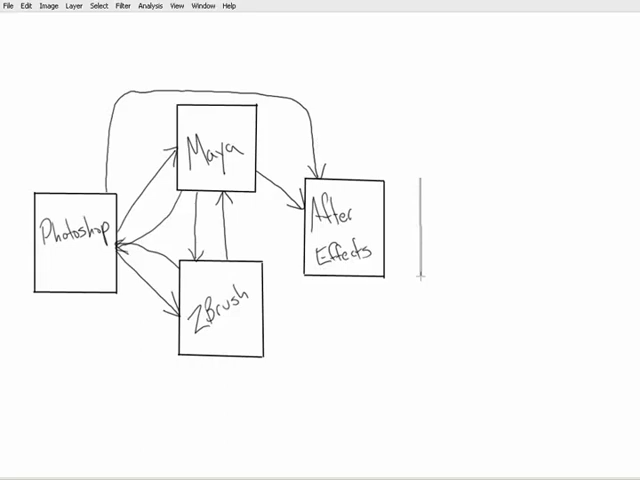 File Edit Image Layer Select Filter Analysis View Window Help
Maya
Photoshop
After
Effects
ZBrush